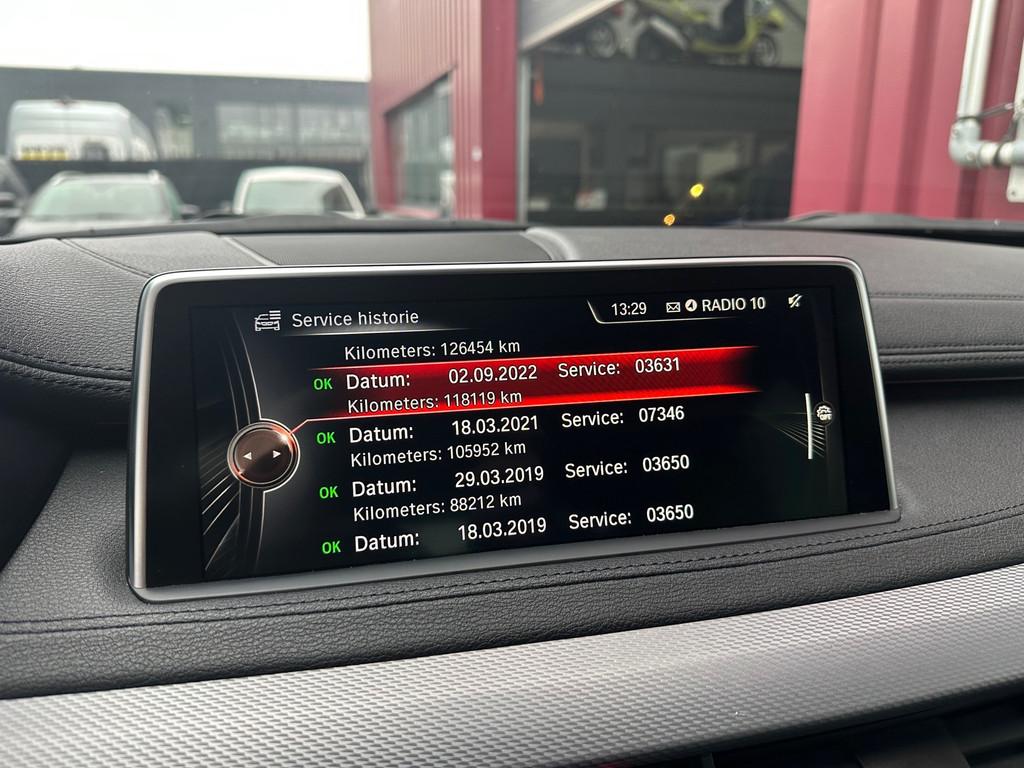 Service historie
13:29 RADIO 10
Kilometers: 126454 km
OK Datum: 02.09.2022 Service: 03631
Kilometers: 118119 km
OK Datum: 18.03.2021 Service: 07346
Kilometers: 105952 km
OK Datum: 29.03.2019 Service: 03650
Kilometers: 88212 km
OK Datum: 18.03.2019 Service: 03650